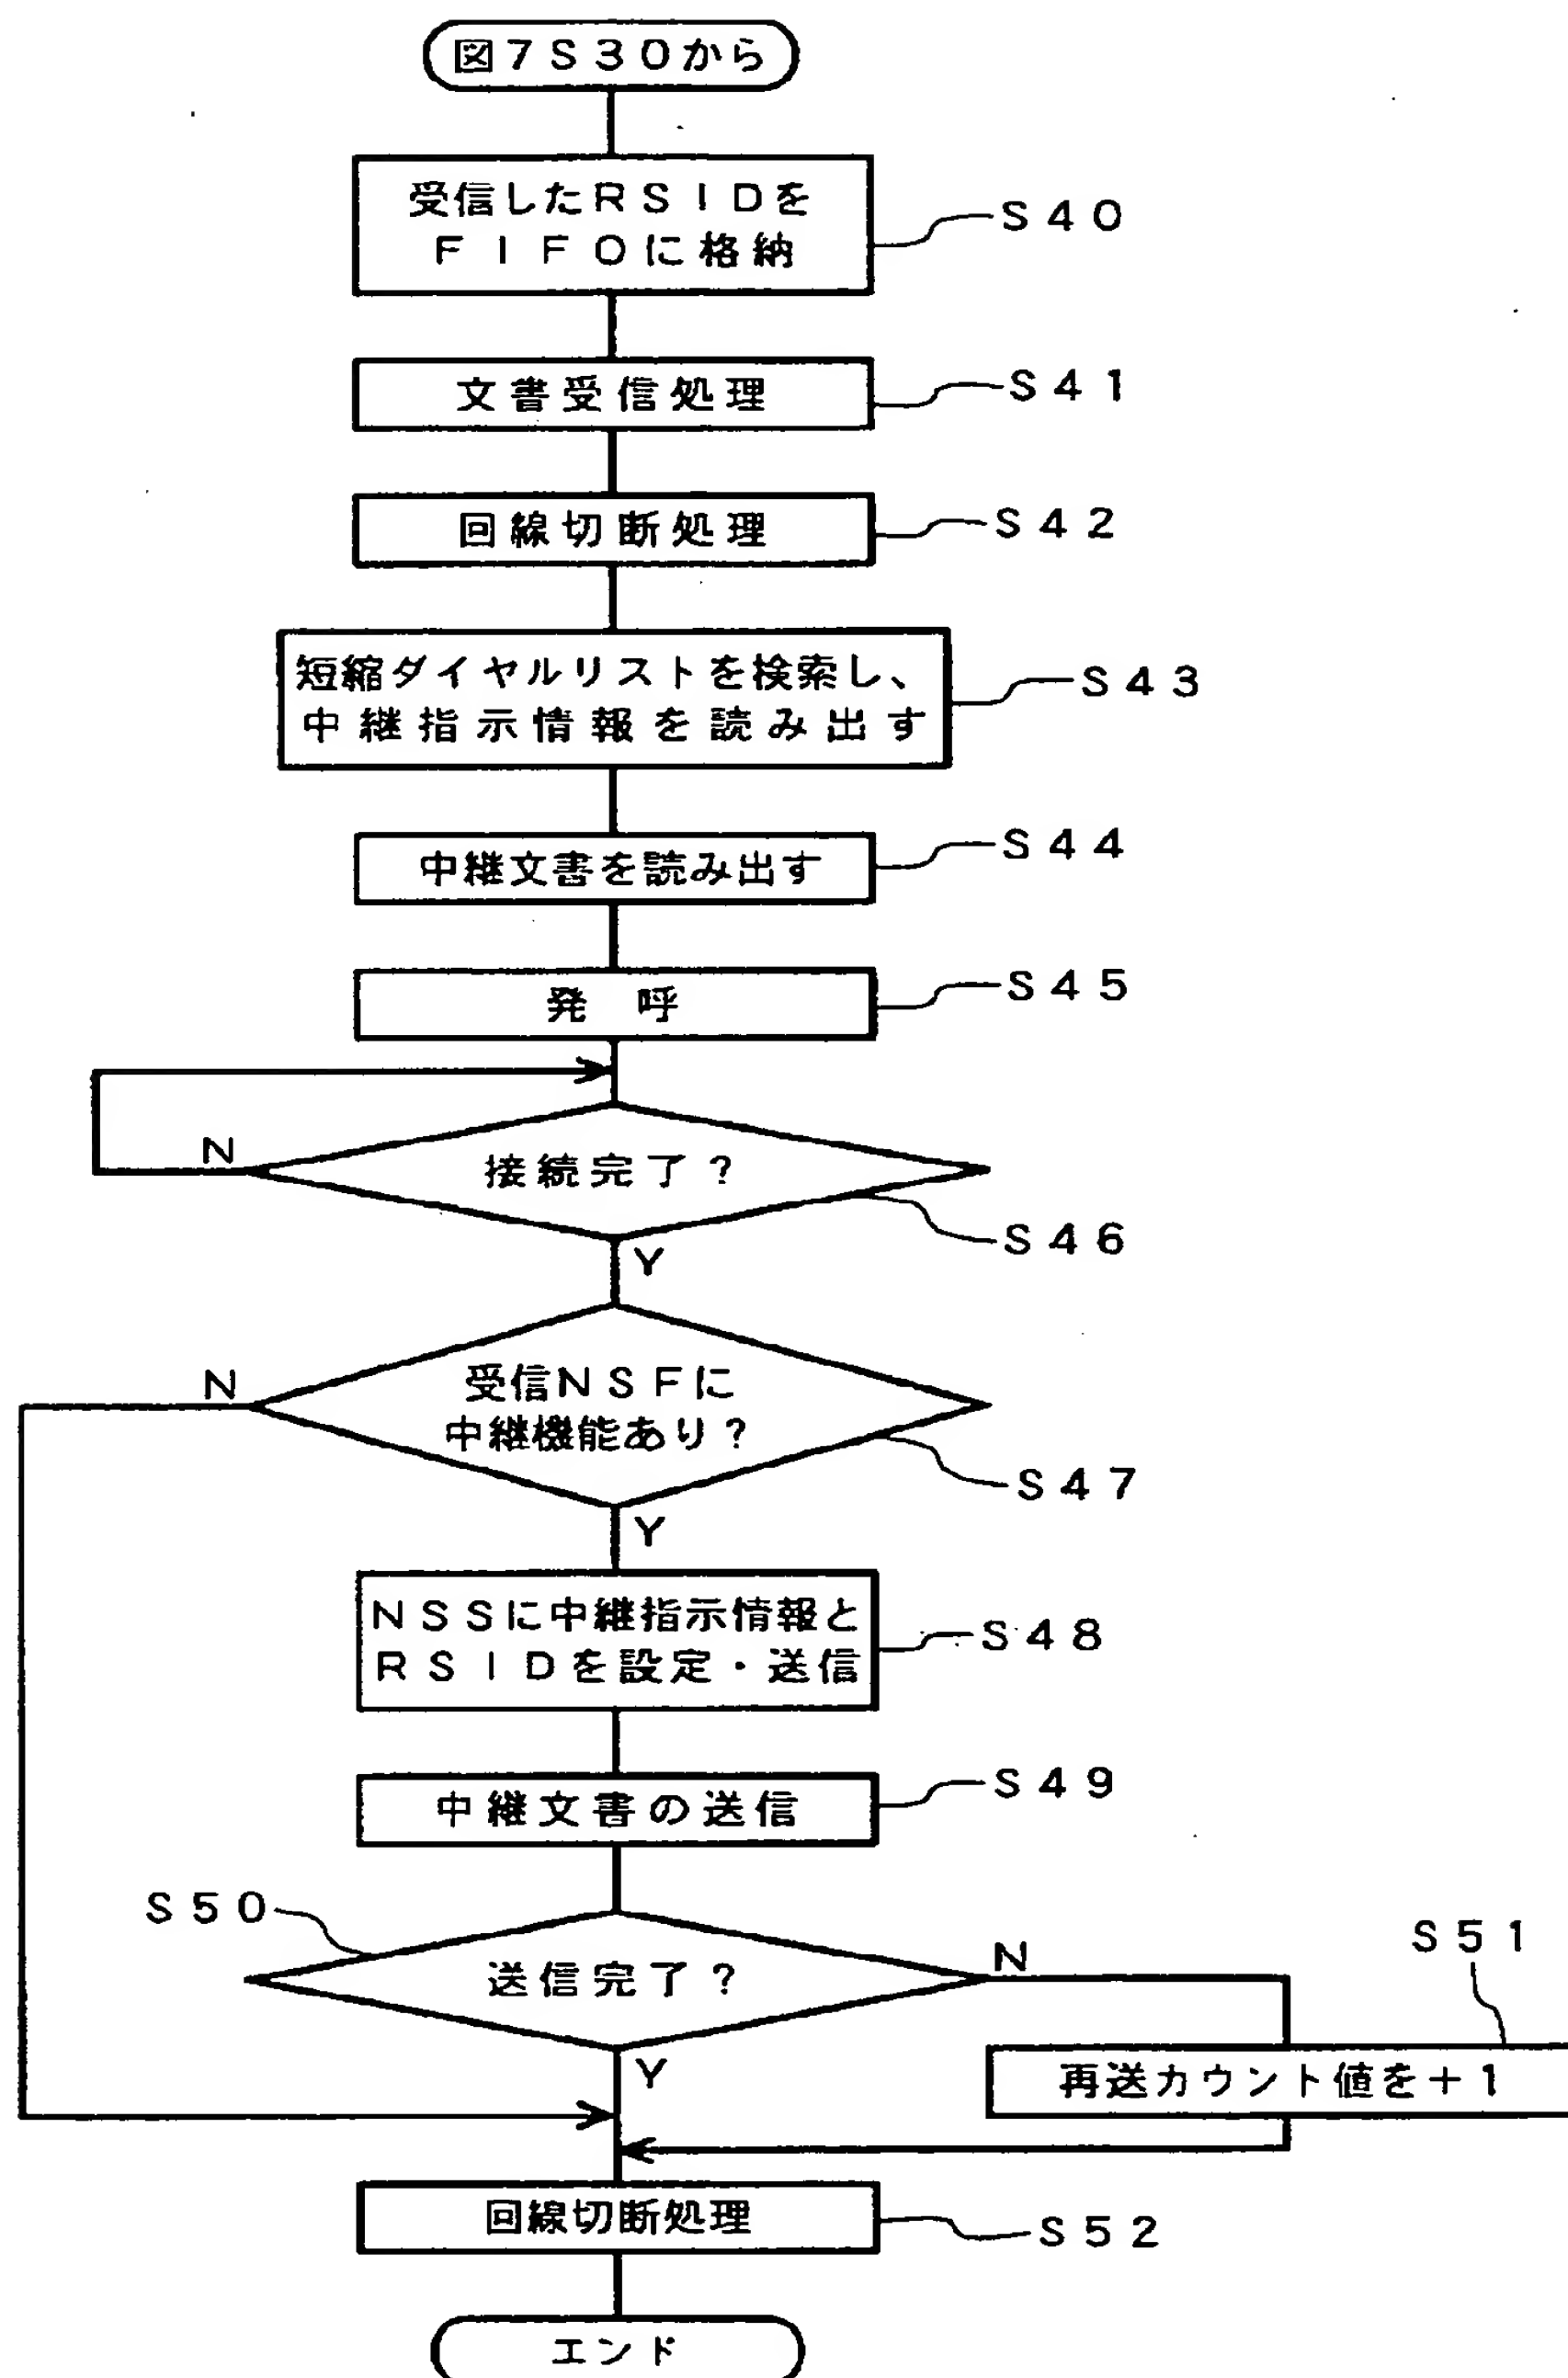 図7S30から
受信したRSIDを
FIFOに格納
S40
文書受信処理
S41
回線切断処理
S42
短縮ダイヤルリストを検索し、
中継指示情報を読み出す
S43
中継文書を読み出す
S44
発 呼
S45
N
接続完了?
S46
Y
N
受信NSFに
中継機能あり?
S47
Y
NSSに中継指示情報と
RSIDを設定・送信
S48
中継文書の送信
S49
S50
送信完了?
N
S51
Y
再送カウント値を+1
回線切断処理
S52
エンド